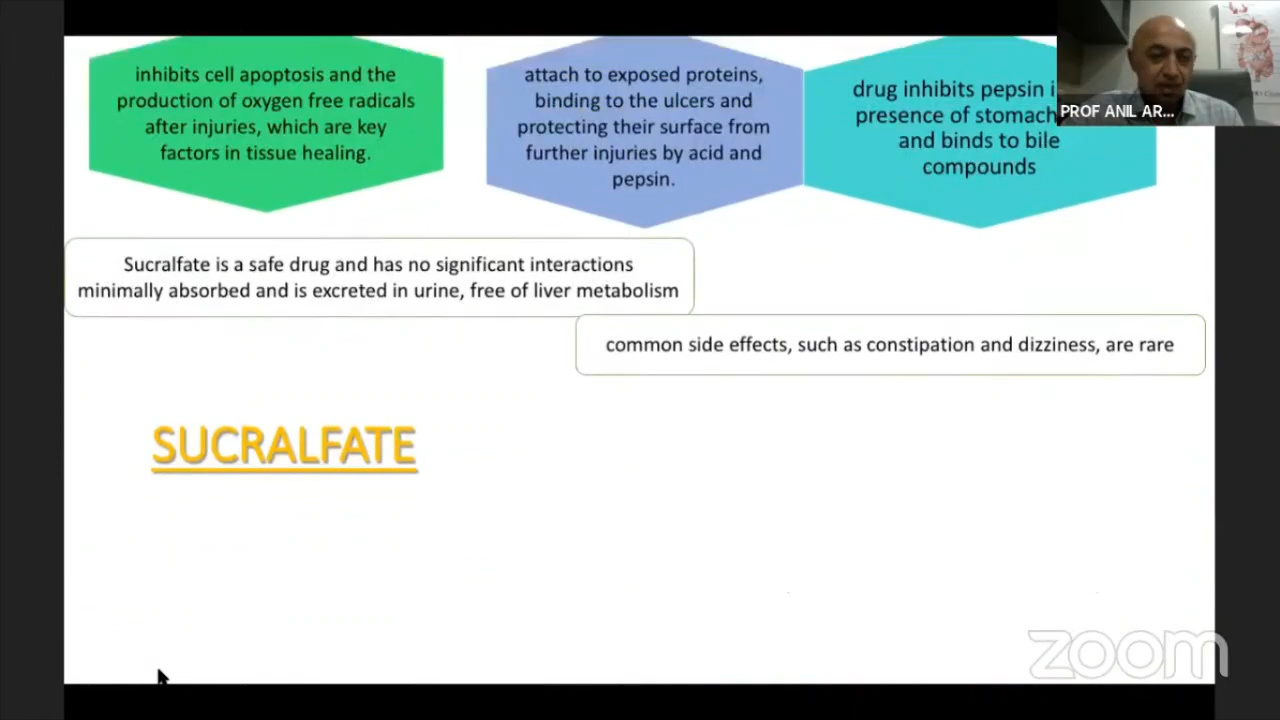 inhibits cell apoptosis and the
production of oxygen free radicals
after injuries, which are key
factors in tissue healing.
attach to exposed proteins,
binding to the ulcers and
protecting their surface from
further injuries by acid and
pepsin.
drug inhibits pepsin
presence of stomach
and binds to bile
compounds
PROF ANIL AR...
Sucralfate is a safe drug and has no significant interactions
minimally absorbed and is excreted in urine, free of liver metabolism
common side effects, such as constipation and dizziness, are rare
SUCRALFATE
zoom